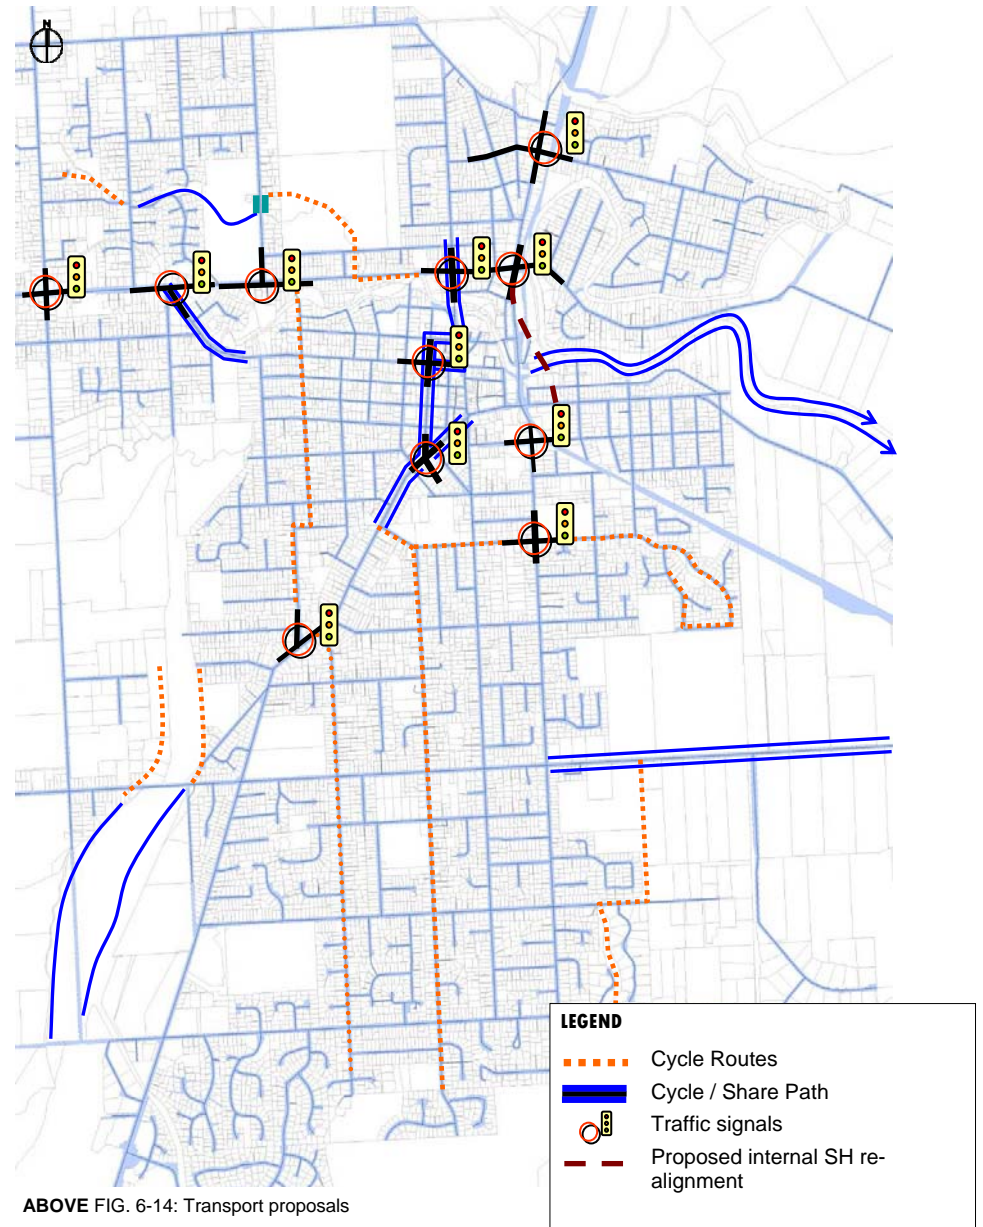 N
LEGEND
Cycle Routes
Cycle / Share Path
Traffic signals
Proposed internal SH re-
alignment
ABOVE FIG. 6-14: Transport proposals